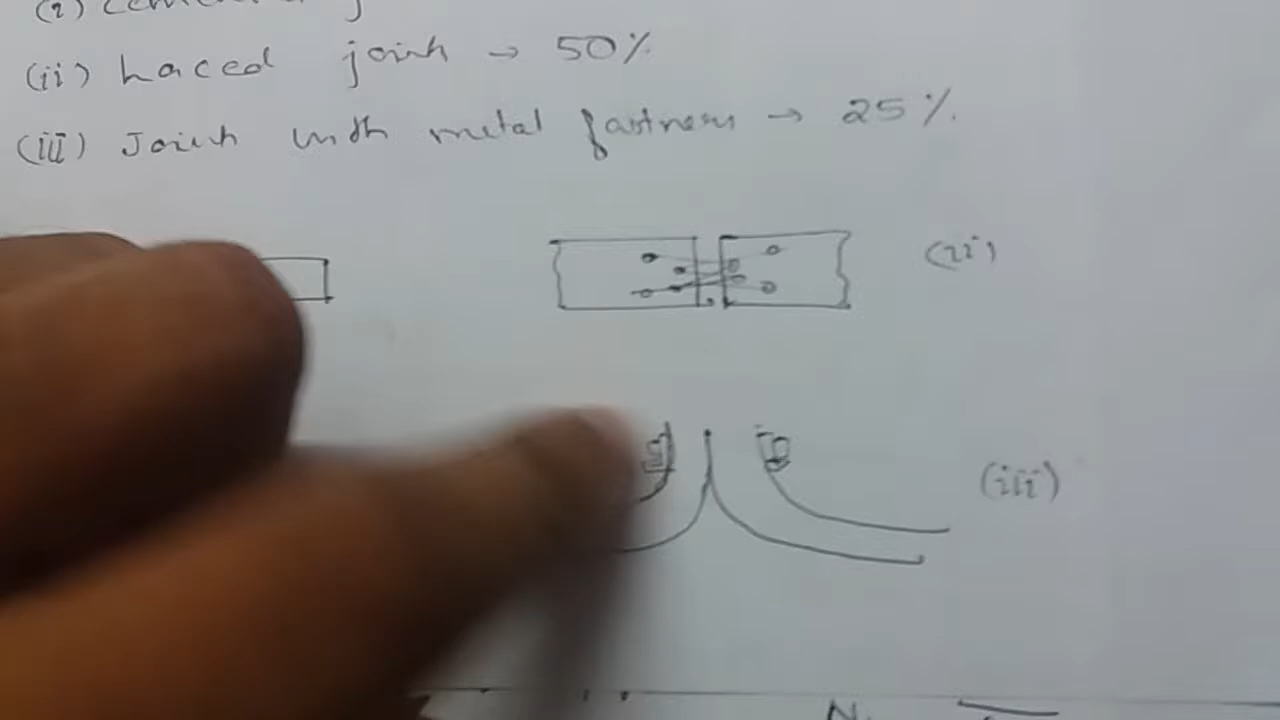 (ii) Laced joint → 50%
(iii) Joint with metal fastners → 25%.
(ii)
(iii)